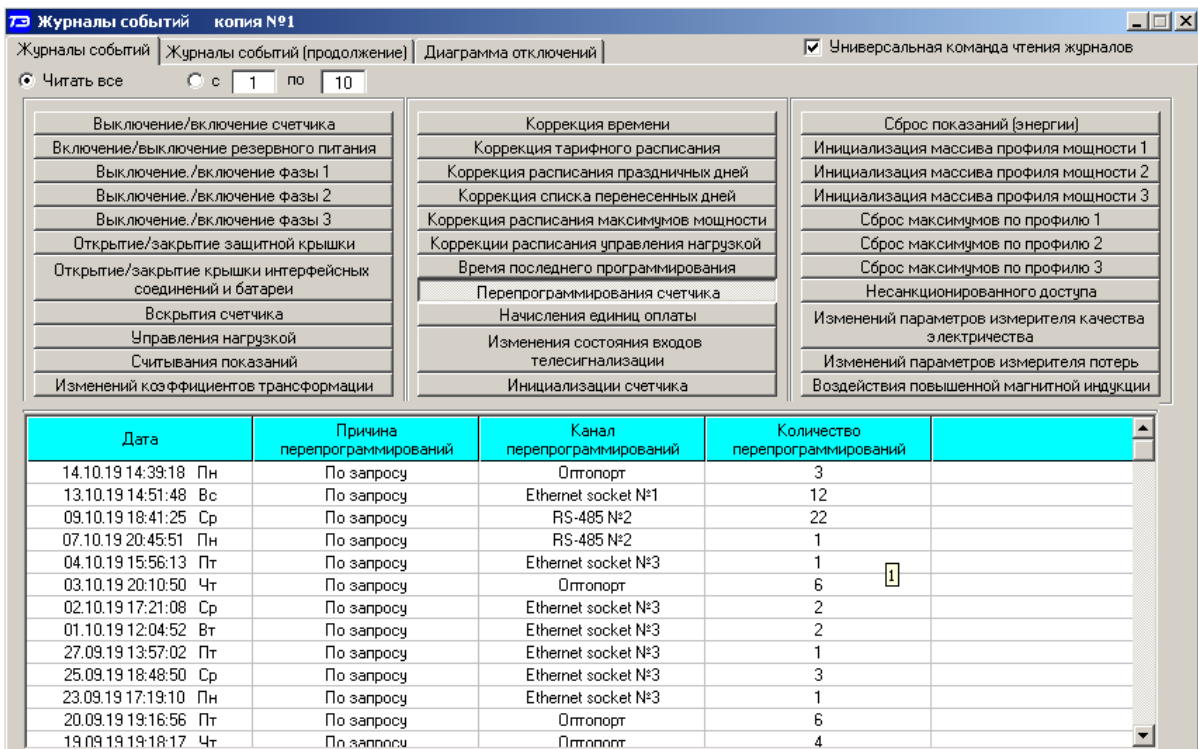 ТЭ Журналы событий копия №1
Журналы событий Журналы событий (продолжение) Диаграмма отключений Универсальная команда чтения журналов
Читать все с 1 по 10
Выключение/включение счетчика
Включение/выключение резервного питания
Выключение./включение фазы 1
Выключение./включение фазы 2
Выключение./включение фазы 3
Открытие/закрытие защитной крышки
Открытие/закрытие крышки интерфейсных
соединений и батареи
Вскрытия счетчика
Управления нагрузкой
Считывания показаний
Изменений коэффициентов трансформации
Коррекция времени
Коррекция тарифного расписания
Коррекция расписания праздничных дней
Коррекция списка перенесенных дней
Коррекция расписания максимумов мощности
Коррекции расписания управления нагрузкой
Время последнего программирования
Перепрограммирования счетчика
Начисления единиц оплаты
Изменения состояния входов
телесигнализации
Инициализации счетчика
Сброс показаний (энергии)
Инициализация массива профиля мощности 1
Инициализация массива профиля мощности 2
Инициализация массива профиля мощности 3
Сброс максимумов по профилю 1
Сброс максимумов по профилю 2
Сброс максимумов по профилю 3
Несанкционированного доступа
Изменений параметров измерителя качества
электричества
Изменений параметров измерителя потерь
Воздействия повышенной магнитной индукции
Дата Причина перепрограммирований Канал перепрограммирований Количество перепрограммирований
14.10.19 14:39:18 Пн По запросу Оптопорт 3
13.10.19 14:51:48 Вс По запросу Ethernet socket №1 12
09.10.19 18:41:25 Ср По запросу RS-485 №2 22
07.10.19 20:45:51 Пн По запросу RS-485 №2 1
04.10.19 15:56:13 Пт По запросу Ethernet socket №3 1
1
03.10.19 20:10:50 Чт По запросу Оптопорт 6
02.10.19 17:21:08 Ср По запросу Ethernet socket №3 2
01.10.19 12:04:52 Вт По запросу Ethernet socket №3 2
27.09.19 13:57:02 Пт По запросу Ethernet socket №3 1
25.09.19 18:48:50 Ср По запросу Ethernet socket №3 3
23.09.19 17:19:10 Пн По запросу Ethernet socket №3 1
20.09.19 19:16:56 Пт По запросу Оптопорт 6
19.09.19 19:18:17 Чт По запросу Оптопорт 4